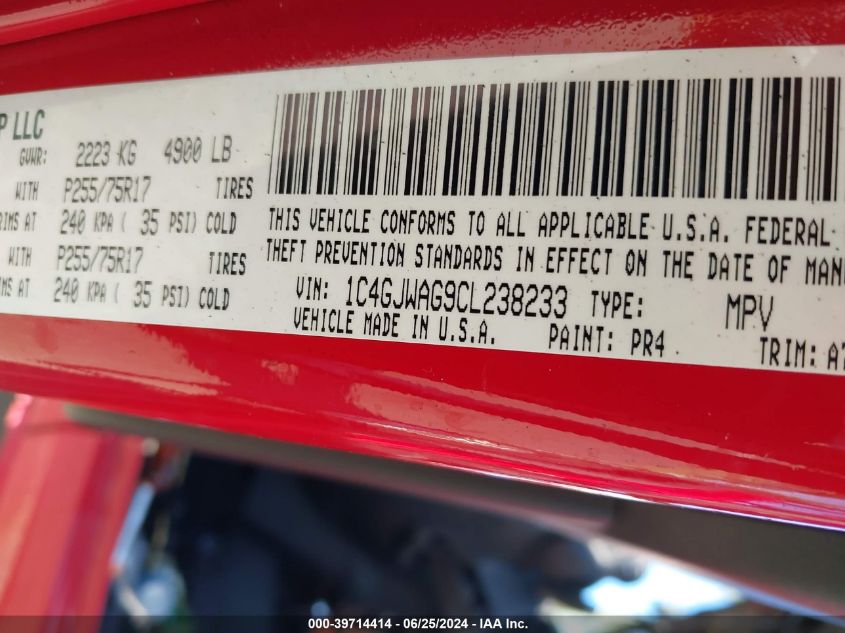 P LLC
GVWR: 2223 KG 4900 LB
WITH P255/75R17 TIRES
RIMS AT 240 KPA ( 35 PSI) COLD
WITH P255/75R17 TIRES
RIMS AT 240 KPA ( 35 PSI) COLD
THIS VEHICLE CONFORMS TO ALL APPLICABLE U.S.A. FEDERAL
THEFT PREVENTION STANDARDS IN EFFECT ON THE DATE OF MAN
VIN: 1C4GJWAG9CL238233 TYPE: MPV
VEHICLE MADE IN U.S.A. PAINT: PR4 TRIM: A7
000-39714414 - 06/25/2024 - IAA Inc.